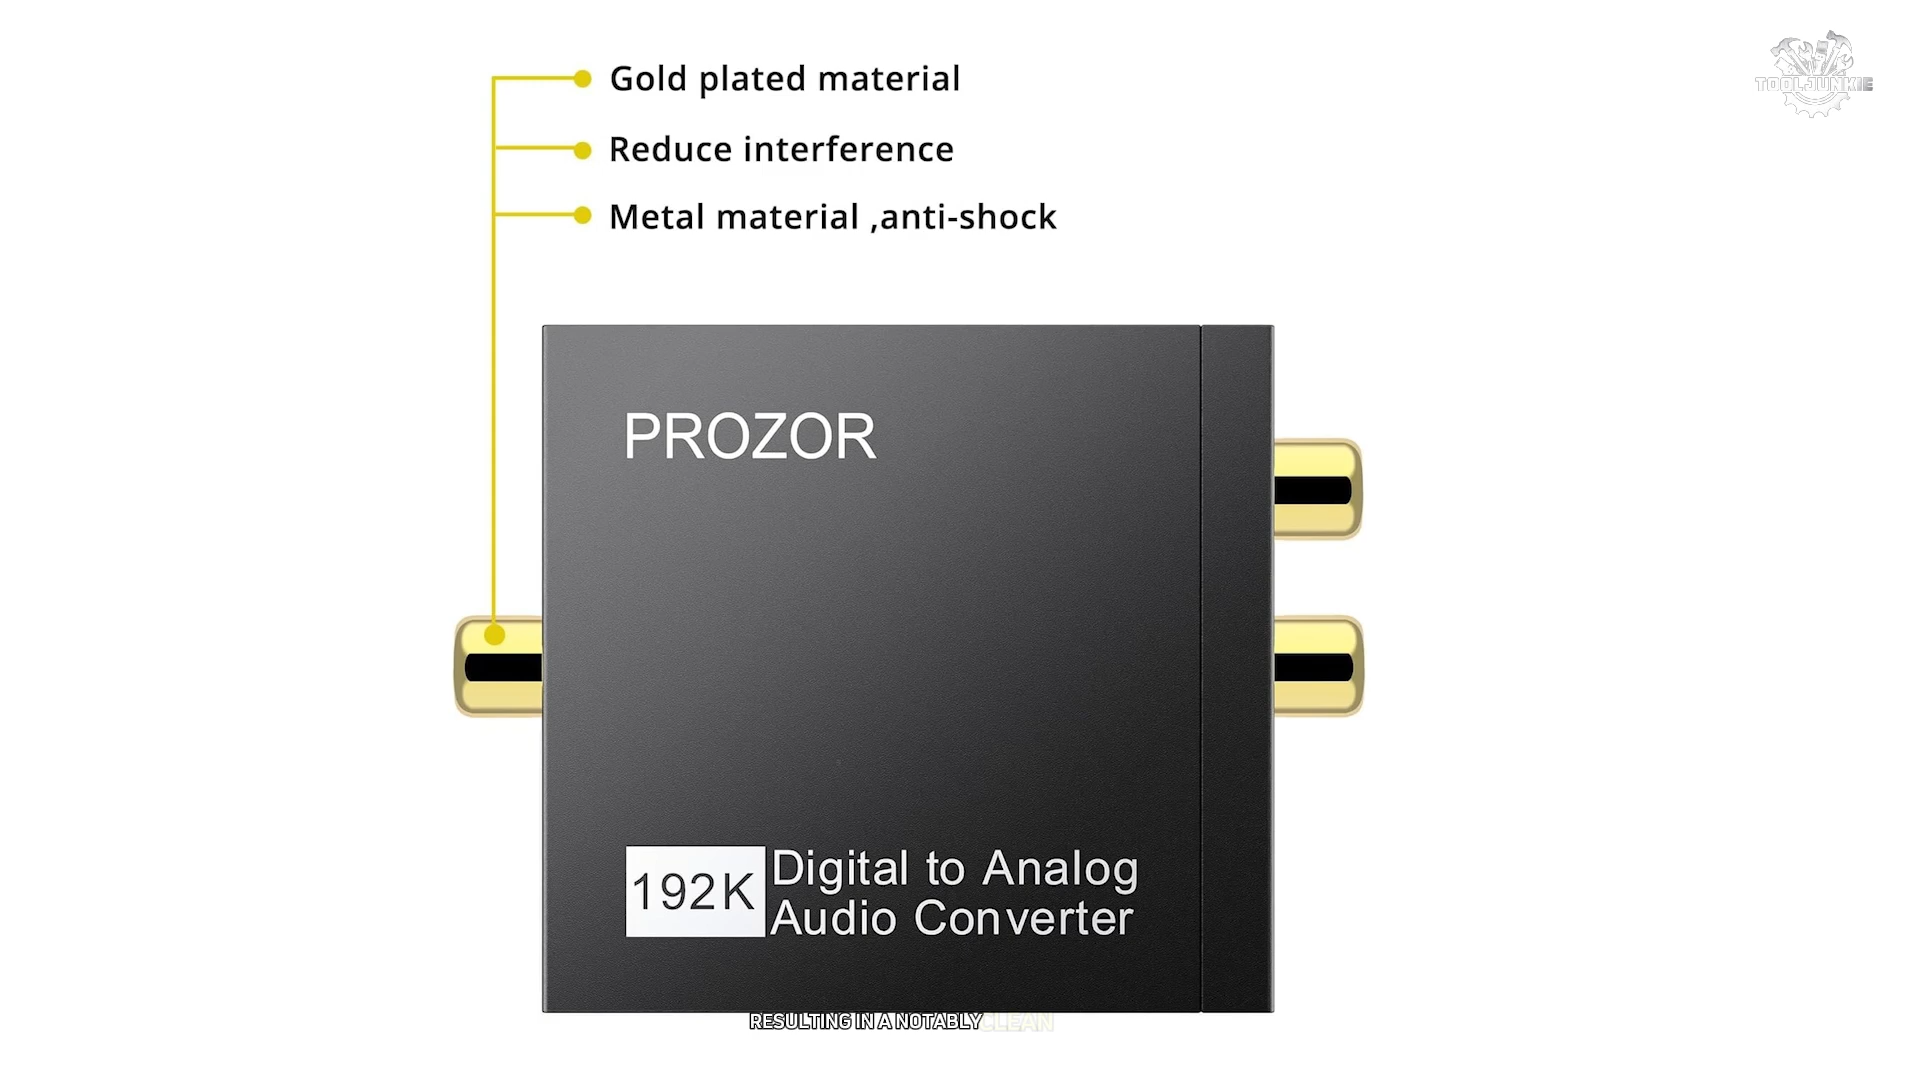 Gold plated material
TOOLJUNKIE
Reduce interference
Metal material ,anti-shock
PROZOR
192K
Digital to Analog
Audio Converter
RESULTING IN A NOTABLY CLEAN